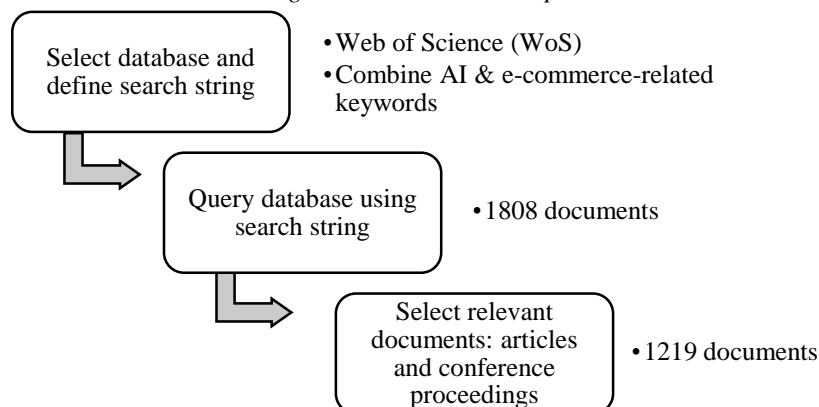 Select database and
define search string
•Web of Science (WoS)
•Combine AI & e-commerce-related
keywords
Query database using
search string
•1808 documents
Select relevant
documents: articles
and conference
proceedings
•1219 documents